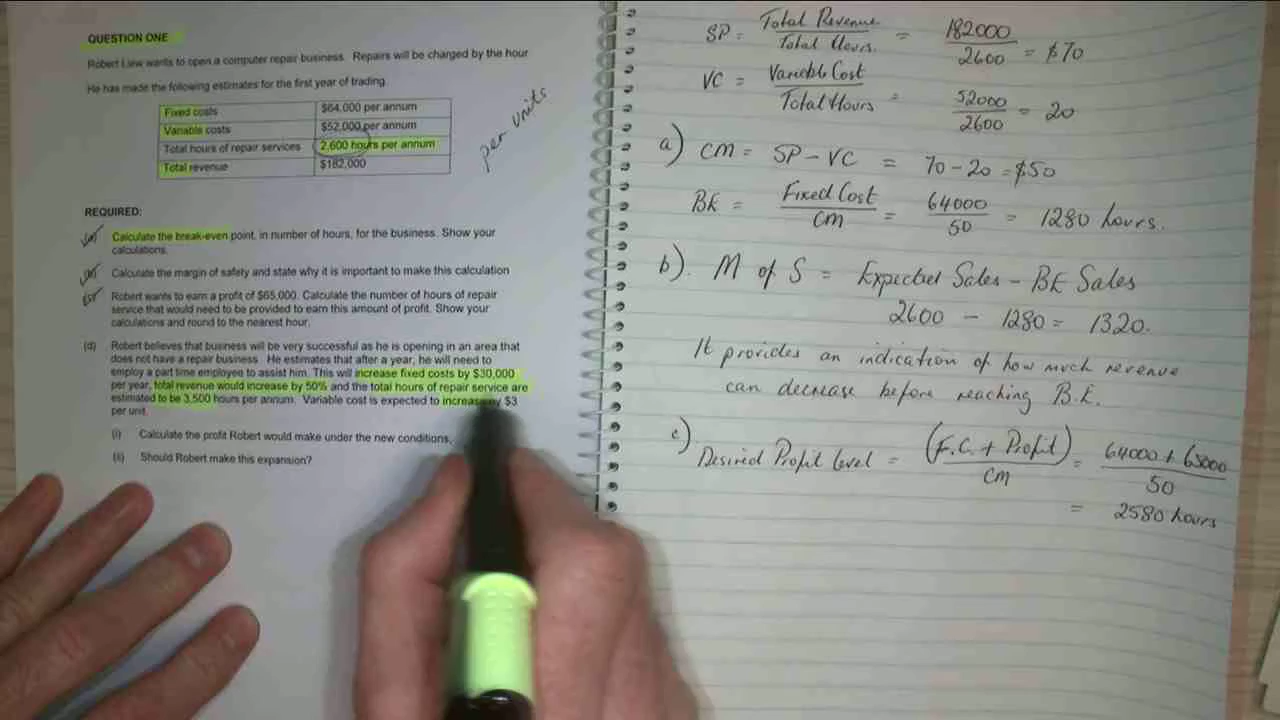 QUESTION ONE
Robert Liew wants to open a computer repair business. Repairs will be charged by the hour
He has made the following estimates for the first year of trading.
Fixed costs $64,000 per annum
Variable costs $52,000 per annum
Total hours of repair services 2,600 hours per annum
Total revenue $182,000
per units
REQUIRED:
(a) Calculate the break-even point, in number of hours, for the business. Show your
calculations.
(b) Calculate the margin of safety and state why it is important to make this calculation
(c) Robert wants to earn a profit of $65,000. Calculate the number of hours of repair
service that would need to be provided to earn this amount of profit. Show your
calculations and round to the nearest hour.
(d) Robert believes that business will be very successful as he is opening in an area that
does not have a repair business. He estimates that after a year, he will need to
employ a part time employee to assist him. This will increase fixed costs by $30,000
per year, total revenue would increase by 50% and the total hours of repair service are
estimated to be 3,500 hours per annum. Variable cost is expected to increase by $3
per unit.
(i) Calculate the profit Robert would make under the new conditions.
(ii) Should Robert make this expansion?
SP = Total Revenue / Total Hours. = 182000 / 2600 = $70
VC = Variable Cost / Total Hours = 52000 / 2600 = 20
a) CM = SP - VC = 70 - 20 = $50
BE = Fixed Cost / CM = 64000 / 50 = 1280 hours.
b). M of S = Expected Sales - BE Sales
2600 - 1280 = 1320.
It provides an indication of how much revenue
can decrease before reaching B.E.
c) Desired Profit Level = (F.C. + Profit) / CM = 64000 + 65000 / 50
= 2580 hours